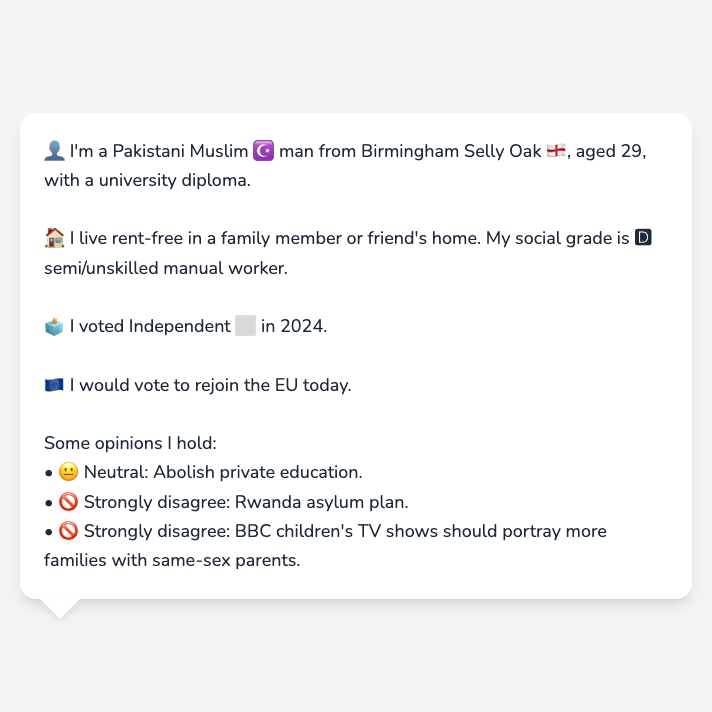 👤 I'm a Pakistani Muslim ☪️ man from Birmingham Selly Oak 🏴󠁧󠁢󠁥󠁮󠁧󠁿, aged 29,
with a university diploma.
🏠 I live rent-free in a family member or friend's home. My social grade is 🅳
semi/unskilled manual worker.
🗳️ I voted Independent ⬜ in 2024.
🇪🇺 I would vote to rejoin the EU today.
Some opinions I hold:
• 😐 Neutral: Abolish private education.
• 🚫 Strongly disagree: Rwanda asylum plan.
• 🚫 Strongly disagree: BBC children's TV shows should portray more
families with same-sex parents.